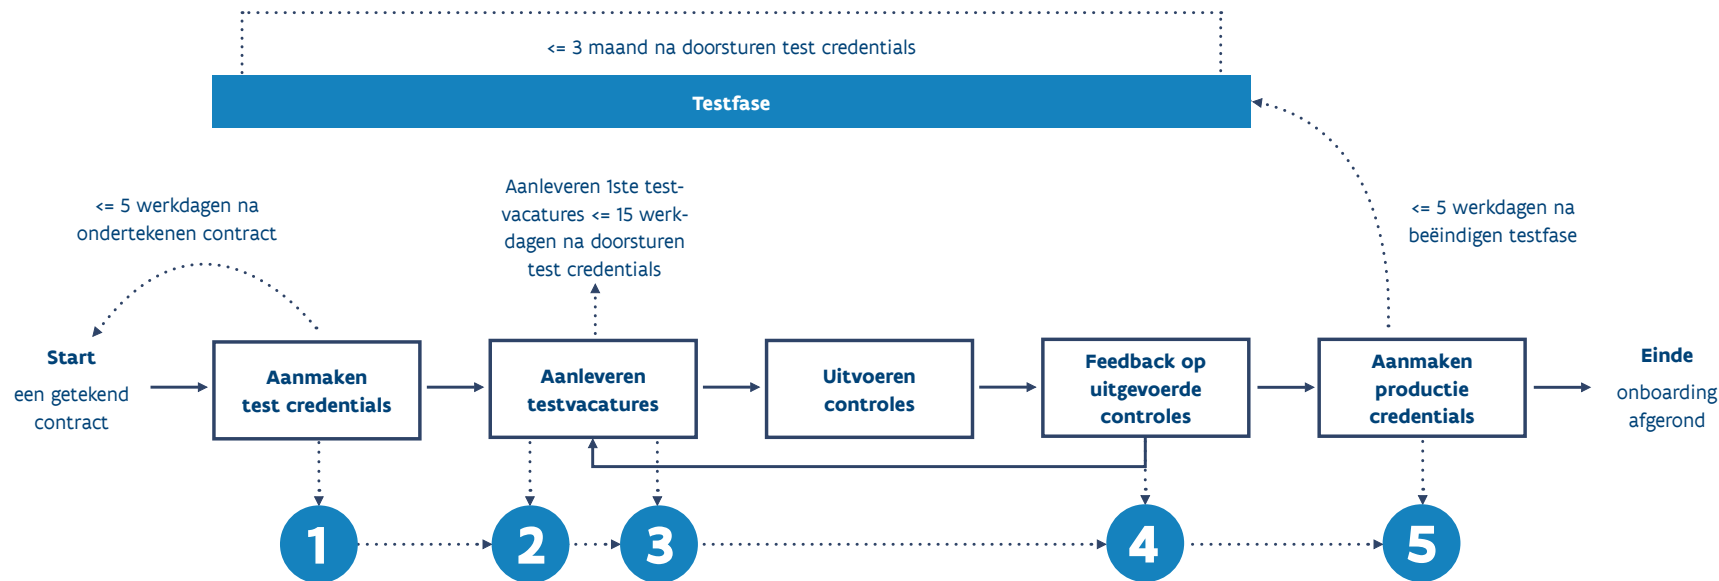 <= 3 maand na doorsturen test credentials
Testfase
Aanleveren 1ste test-
vacatures <= 15 werk-
dagen na doorsturen
test credentials
<= 5 werkdagen na
ondertekenen contract
<= 5 werkdagen na
beëindigen testfase
Start
een getekend
contract
Aanmaken
test credentials
Aanleveren
testvacatures
Uitvoeren
controles
Feedback op
uitgevoerde
controles
Aanmaken
productie
credentials
Einde
onboarding
afgerond
1
2
3
4
5